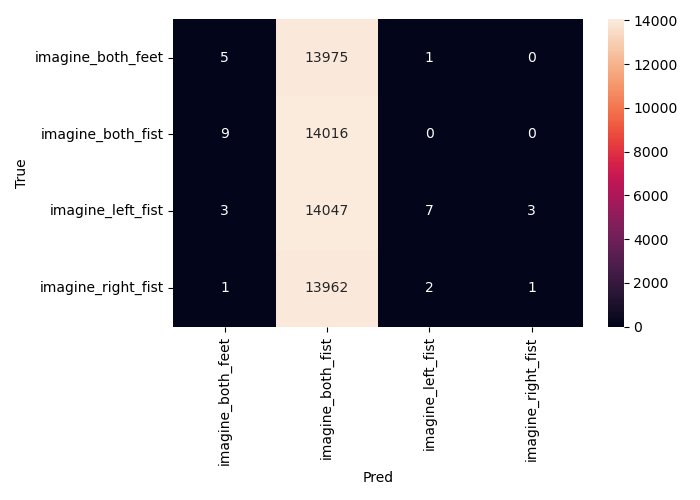 imagine_both_feet 5 13975 1 0
imagine_both_fist 9 14016 0 0
imagine_left_fist 3 14047 7 3
imagine_right_fist 1 13962 2 1
True
imagine_both_feet
imagine_both_fist
imagine_left_fist
imagine_right_fist
Pred
14000
12000
10000
8000
6000
4000
2000
0